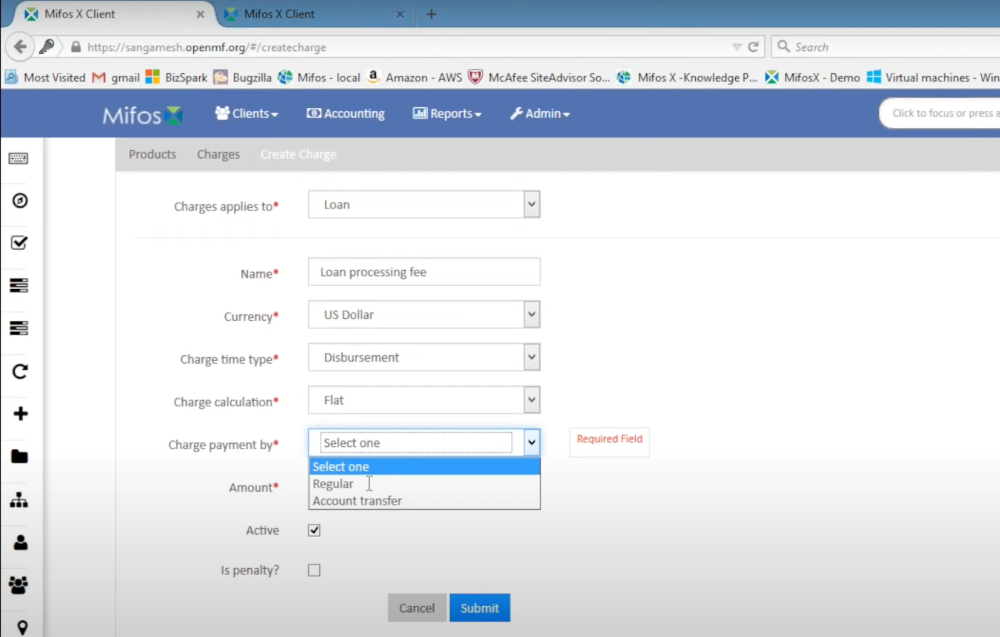 Mifos X Client
Mifos X Client
https://sangamesh.openmf.org/#/createcharge
Search
Most Visited gmail BizSpark Bugzilla Mifos - local Amazon - AWS McAfee SiteAdvisor So... Mifos X -Knowledge P... MifosX - Demo Virtual machines - Win
Mifos X Clients Accounting Reports Admin Click to focus or press a
Products Charges Create Charge
Charges applies to* Loan
Name* Loan processing fee
Currency* US Dollar
Charge time type* Disbursement
Charge calculation* Flat
Charge payment by* Select one Required Field
Select one
Regular
Amount*
Account transfer
Active
Is penalty?
Cancel Submit